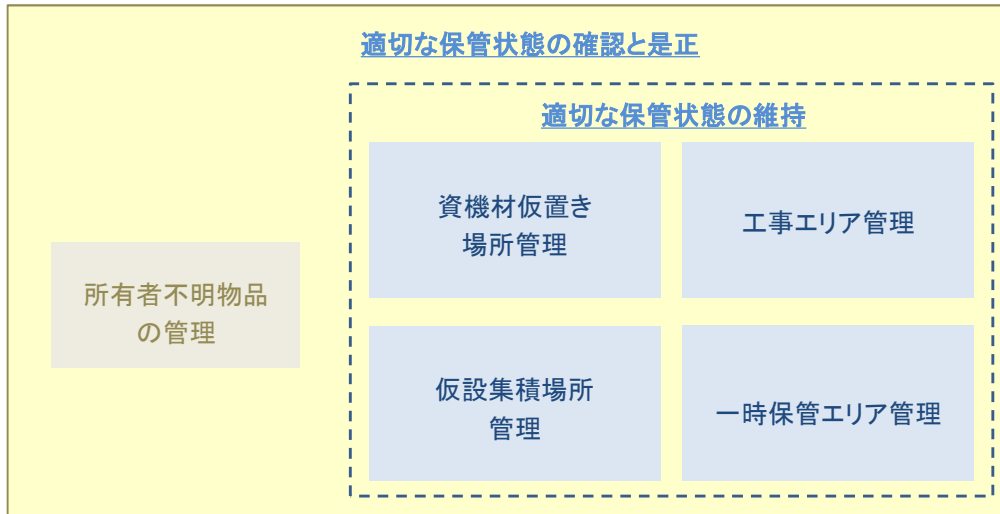 適切な保管状態の確認と是正
適切な保管状態の維持
資機材仮置き
場所管理
工事エリア管理
所有者不明物品
の管理
仮設集積場所
管理
一時保管エリア管理